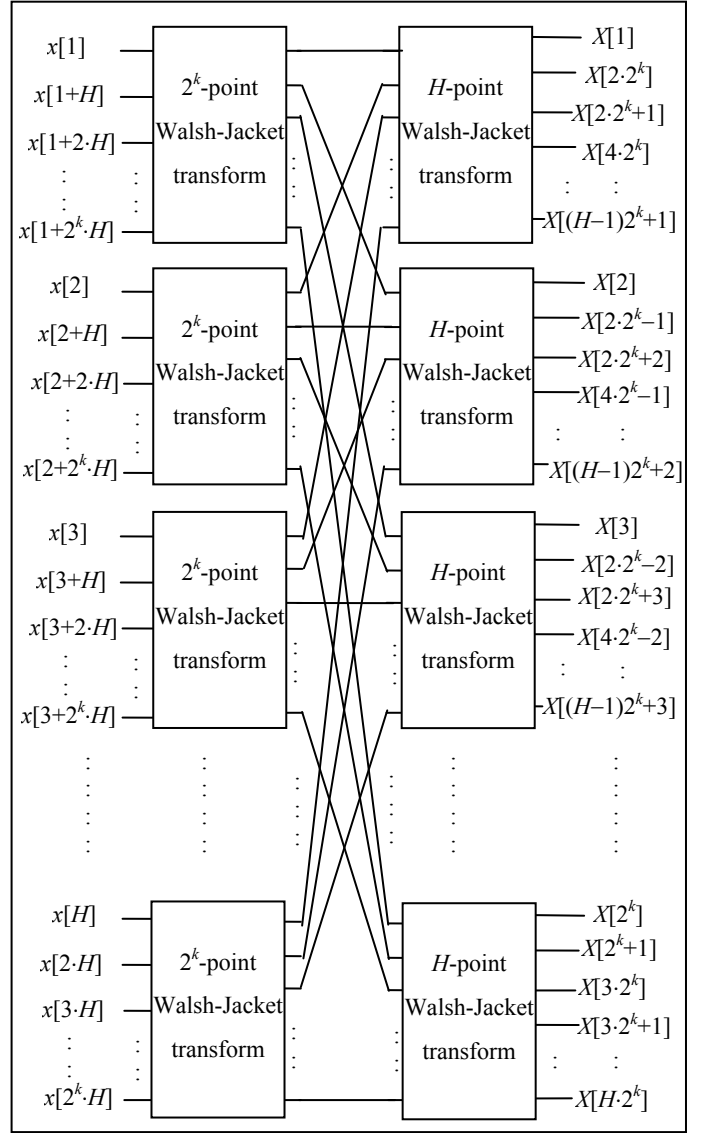 x[1]
x[1+H]
x[1+2·H]
x[1+2^k·H]
2^k-point
Walsh-Jacket
transform
H-point
Walsh-Jacket
transform
X[1]
X[2·2^k]
X[2·2^k+1]
X[4·2^k]
X[(H−1)2^k+1]
x[2]
x[2+H]
x[2+2·H]
x[2+2^k·H]
2^k-point
Walsh-Jacket
transform
H-point
Walsh-Jacket
transform
X[2]
X[2·2^k−1]
X[2·2^k+2]
X[4·2^k−1]
X[(H−1)2^k+2]
x[3]
x[3+H]
x[3+2·H]
x[3+2^k·H]
2^k-point
Walsh-Jacket
transform
H-point
Walsh-Jacket
transform
X[3]
X[2·2^k−2]
X[2·2^k+3]
X[4·2^k−2]
X[(H−1)2^k+3]
x[H]
x[2·H]
x[3·H]
x[2^k·H]
2^k-point
Walsh-Jacket
transform
H-point
Walsh-Jacket
transform
X[2^k]
X[2^k+1]
X[3·2^k]
X[3·2^k+1]
X[H·2^k]